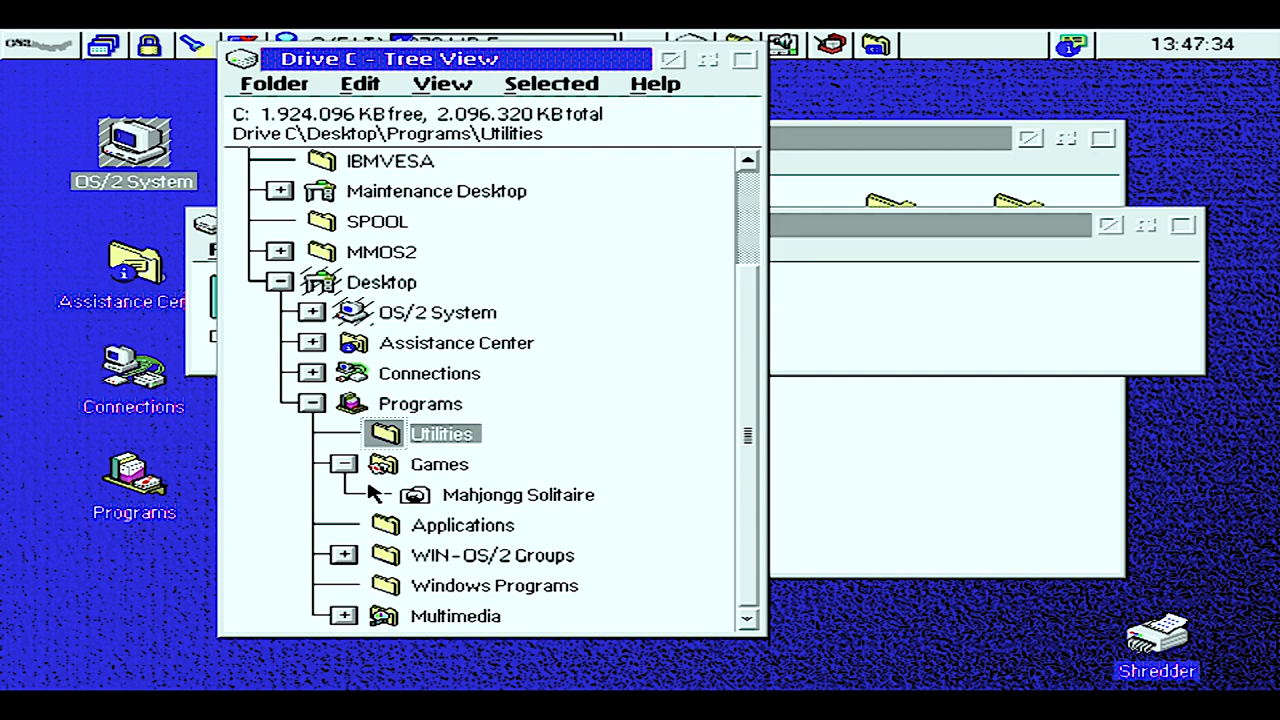 13:47:34
Drive C - Tree View
Folder Edit View Selected Help
C: 1.924.096 KB free, 2.096.320 KB total
Drive C\Desktop\Programs\Utilities
IBMVESA
Maintenance Desktop
SPOOL
MMOS2
Desktop
OS/2 System
Assistance Center
Connections
Programs
Utilities
Games
Mahjongg Solitaire
Applications
WIN-OS/2 Groups
Windows Programs
Multimedia
OS/2 System
Assistance Cen
Connections
Programs
Shredder